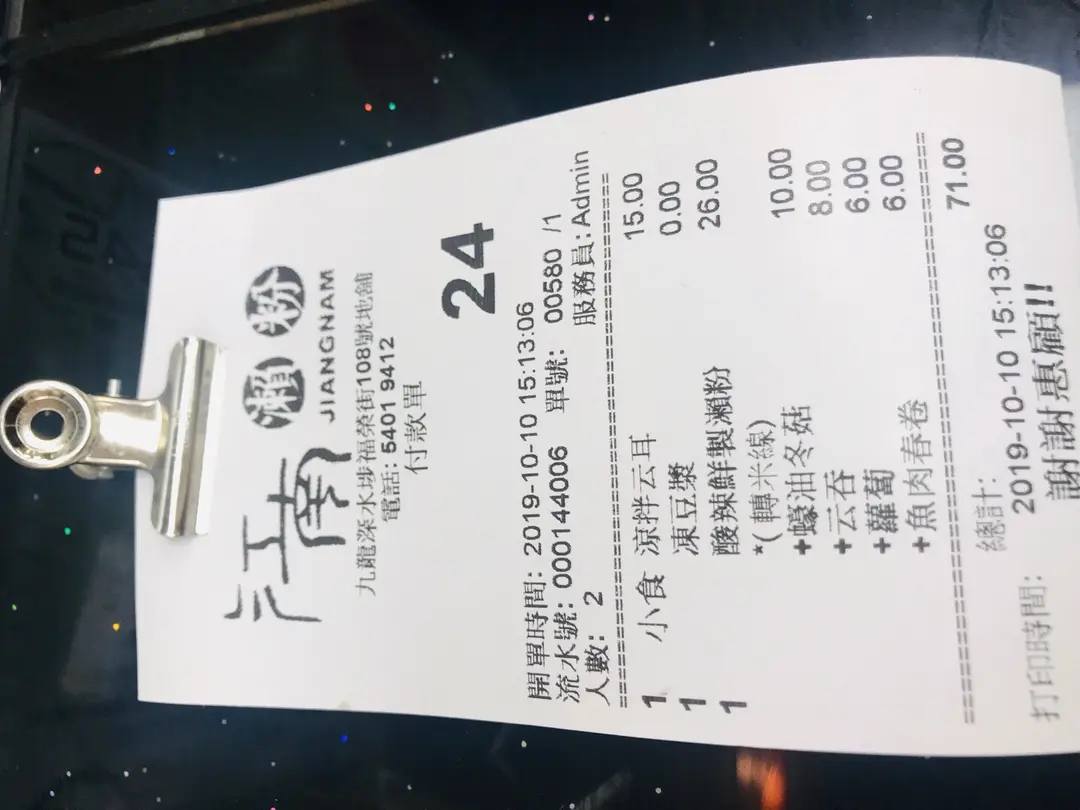 江南
瀨粉
JIANGNAM
九龍深水埗福榮街108號地舖
電話: 5401 9412
付款單
24
開單時間: 2019-10-10 15:13:06
流水號: 000144006 單號: 00580 /1
人數: 2 服務員: Admin
1 小食 涼拌云耳 15.00
1 凍豆漿 0.00
1 酸辣鮮製瀨粉 26.00
*( 轉米線)
+蠔油冬菇 10.00
+云吞 8.00
+蘿蔔 6.00
+魚肉春卷 6.00
總計: 71.00
打印時間: 2019-10-10 15:13:06
謝謝惠顧!!